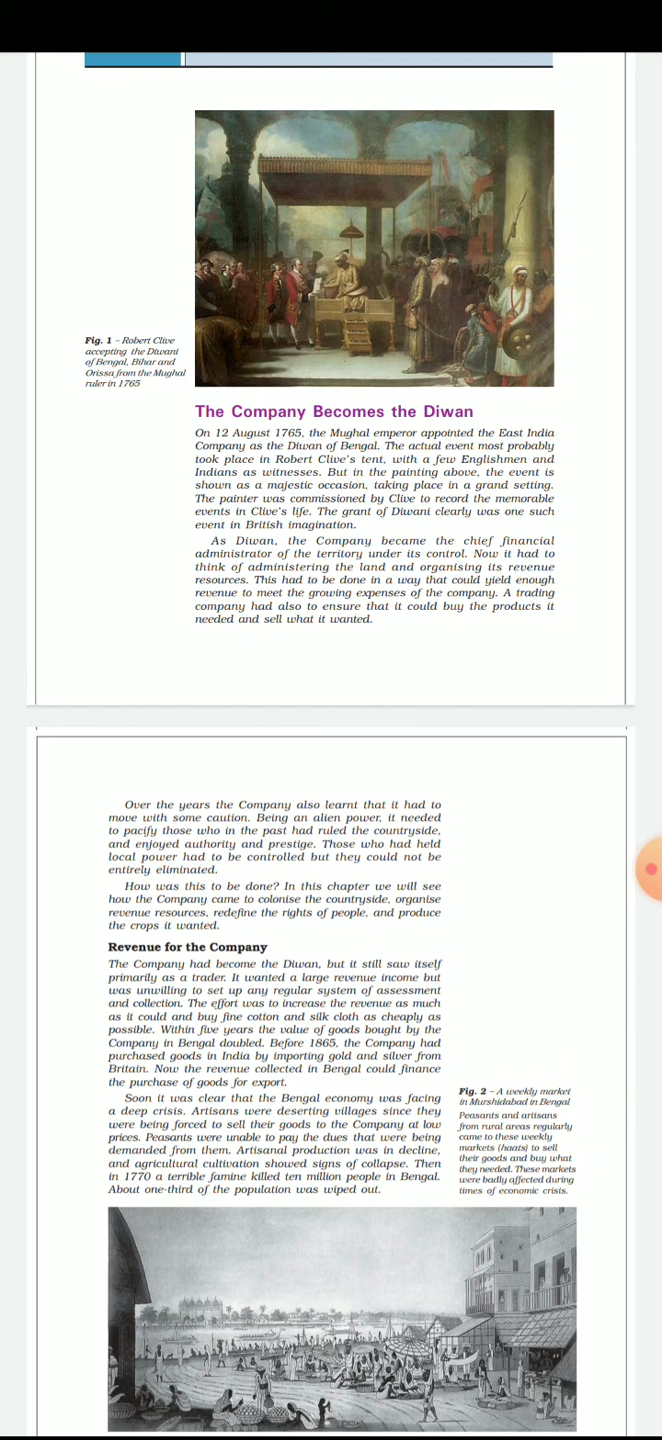 Fig. 1 – Robert Clive
accepting the Diwani
of Bengal, Bihar and
Orissa from the Mughal
ruler in 1765
The Company Becomes the Diwan
On 12 August 1765, the Mughal emperor appointed the East India
Company as the Diwan of Bengal. The actual event most probably
took place in Robert Clive's tent, with a few Englishmen and
Indians as witnesses. But in the painting above, the event is
shown as a majestic occasion, taking place in a grand setting.
The painter was commissioned by Clive to record the memorable
events in Clive's life. The grant of Diwani clearly was one such
event in British imagination.
As Diwan, the Company became the chief financial
administrator of the territory under its control. Now it had to
think of administering the land and organising its revenue
resources. This had to be done in a way that could yield enough
revenue to meet the growing expenses of the company. A trading
company had also to ensure that it could buy the products it
needed and sell what it wanted.
Over the years the Company also learnt that it had to
move with some caution. Being an alien power, it needed
to pacify those who in the past had ruled the countryside,
and enjoyed authority and prestige. Those who had held
local power had to be controlled but they could not be
entirely eliminated.
How was this to be done? In this chapter we will see
how the Company came to colonise the countryside, organise
revenue resources, redefine the rights of people, and produce
the crops it wanted.
Revenue for the Company
The Company had become the Diwan, but it still saw itself
primarily as a trader. It wanted a large revenue income but
was unwilling to set up any regular system of assessment
and collection. The effort was to increase the revenue as much
as it could and buy fine cotton and silk cloth as cheaply as
possible. Within five years the value of goods bought by the
Company in Bengal doubled. Before 1865, the Company had
purchased goods in India by importing gold and silver from
Britain. Now the revenue collected in Bengal could finance
the purchase of goods for export.
Soon it was clear that the Bengal economy was facing
a deep crisis. Artisans were deserting villages since they
were being forced to sell their goods to the Company at low
prices. Peasants were unable to pay the dues that were being
demanded from them. Artisanal production was in decline,
and agricultural cultivation showed signs of collapse. Then
in 1770 a terrible famine killed ten million people in Bengal.
About one-third of the population was wiped out.
Fig. 2 – A weekly market
in Murshidabad in Bengal
Peasants and artisans
from rural areas regularly
came to these weekly
markets (haats) to sell
their goods and buy what
they needed. These markets
were badly affected during
times of economic crisis.